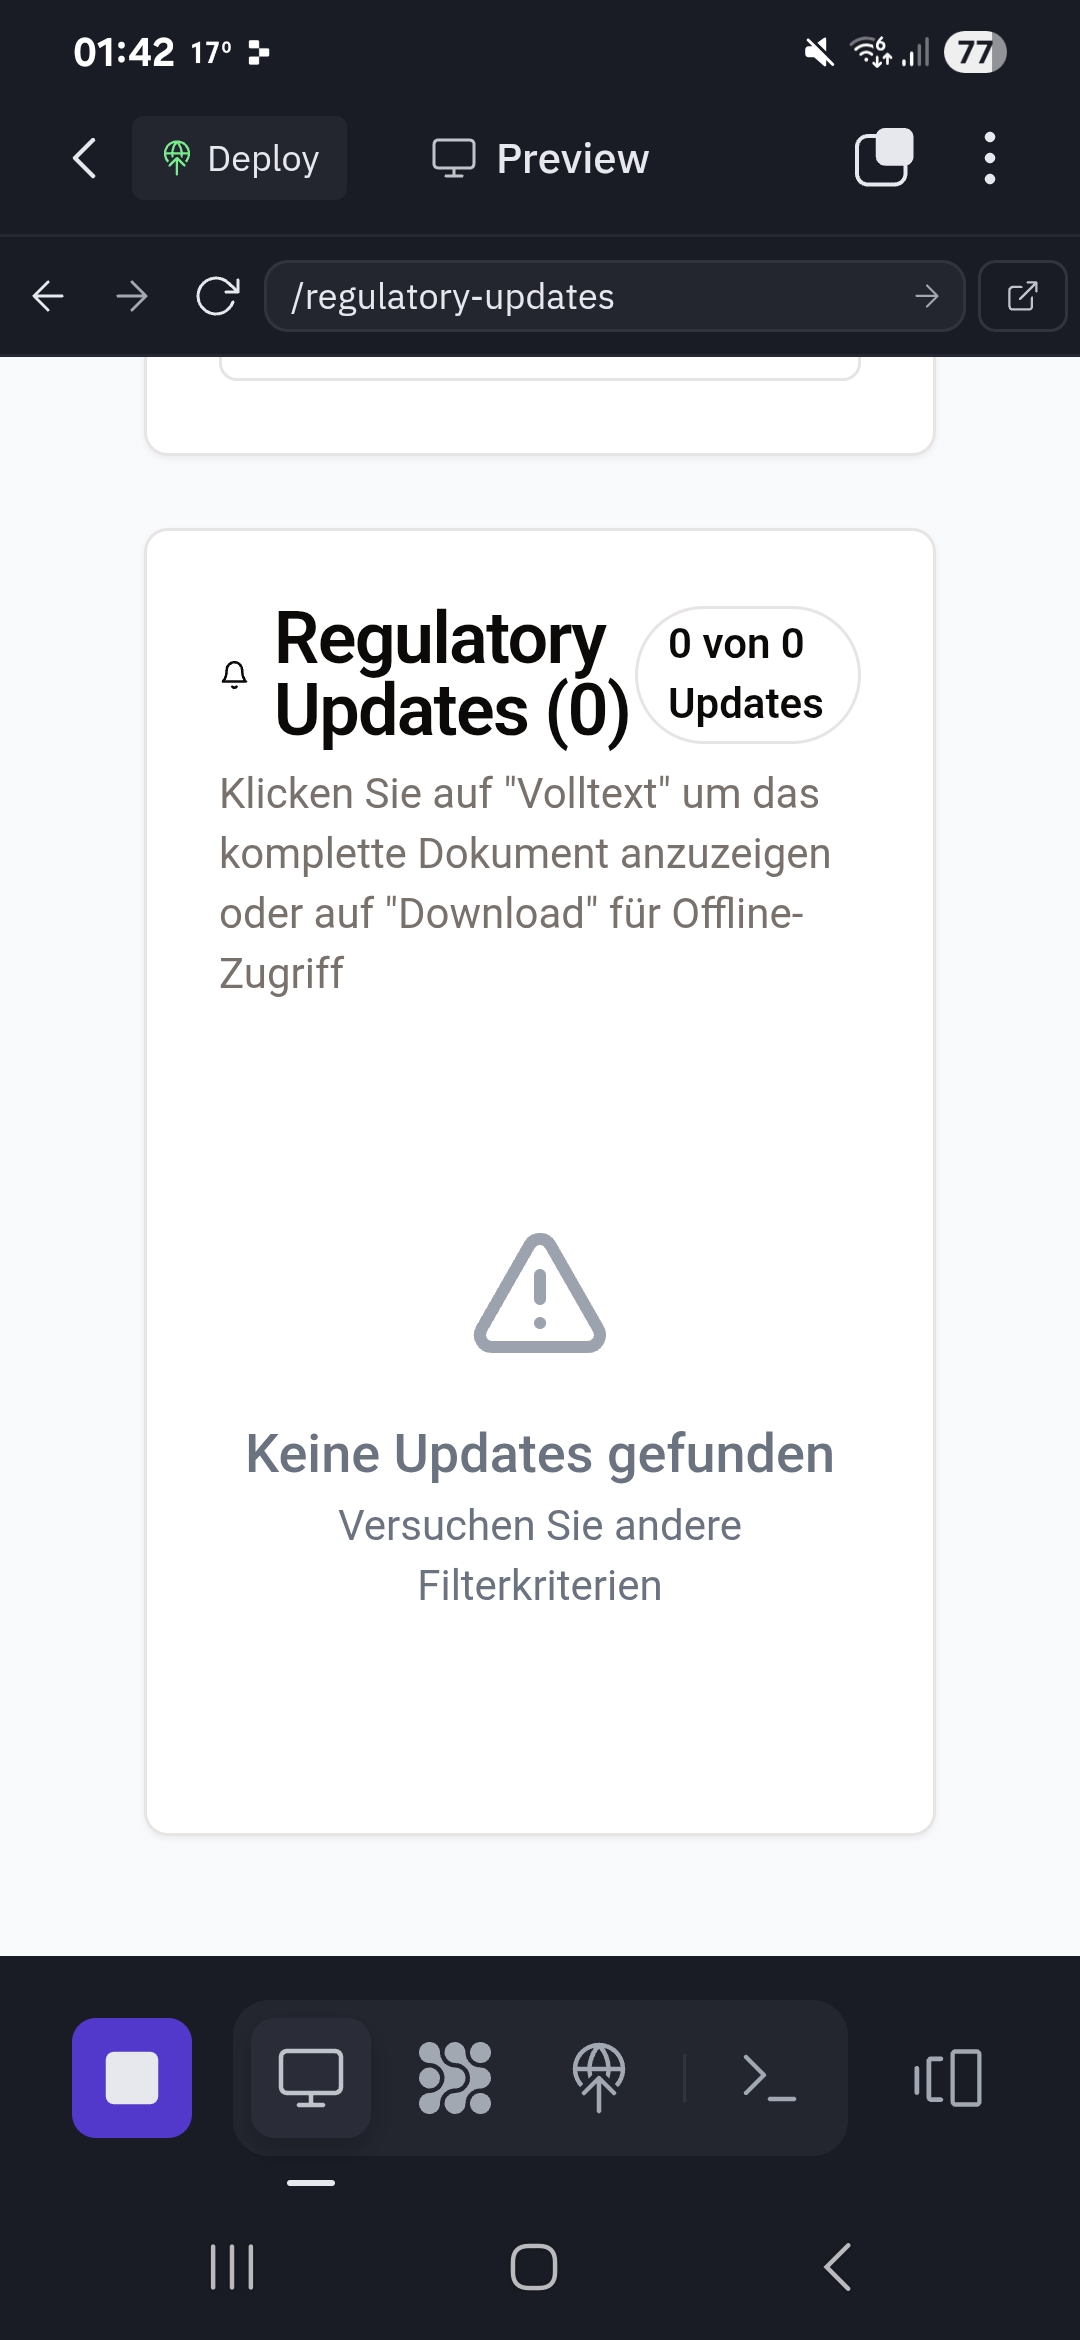 01:42 17° 6 77
Deploy Preview
/regulatory-updates
Regulatory
Updates (0)
0 von 0
Updates
Klicken Sie auf "Volltext" um das
komplette Dokument anzuzeigen
oder auf "Download" für Offline-
Zugriff
Keine Updates gefunden
Versuchen Sie andere
Filterkriterien